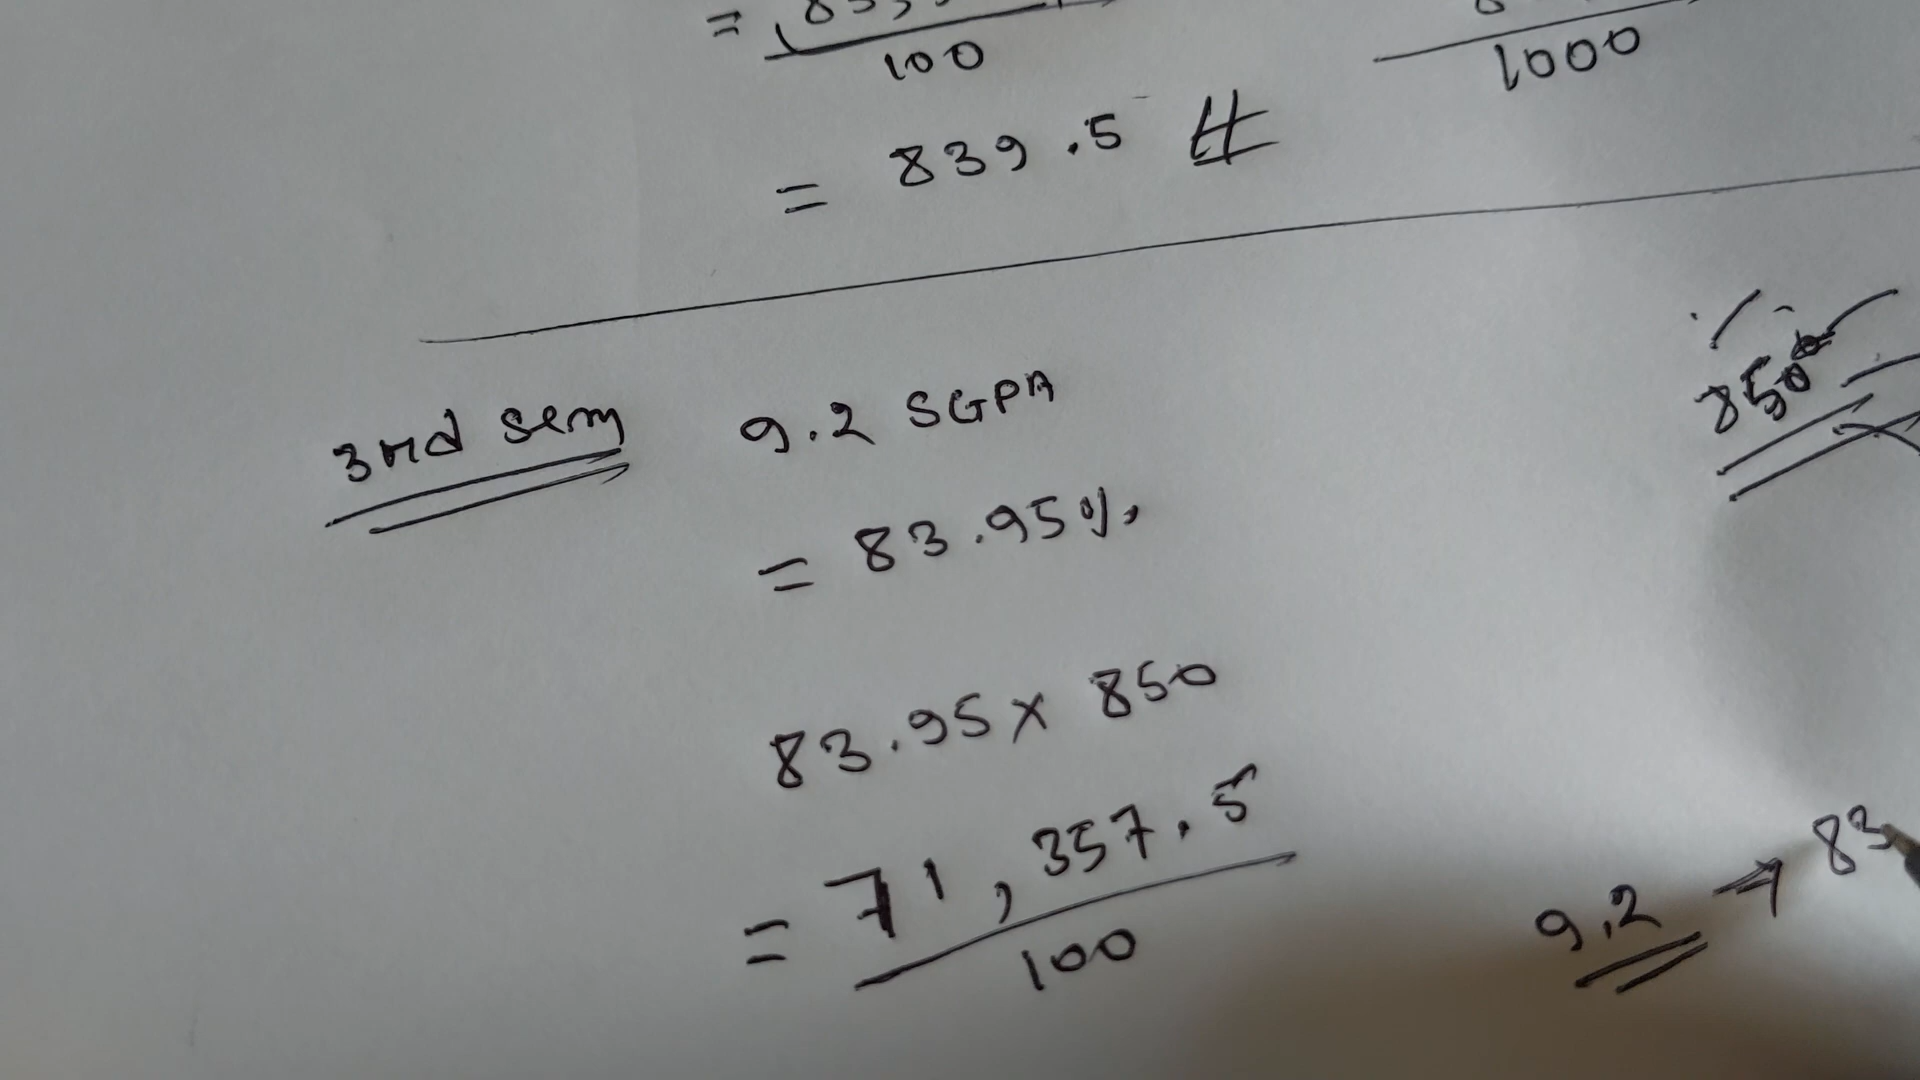 =
100
1000
= 839.5
3rd sem 9.2 SGPA
850
= 83.95%
83.95 x 850
= 71,357.5
100
9.2 → 83